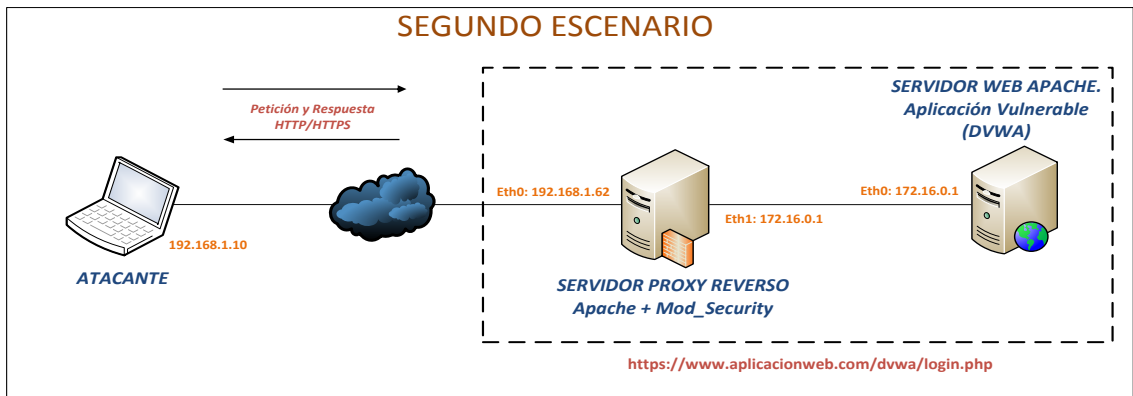 SEGUNDO ESCENARIO
Petición y Respuesta
HTTP/HTTPS
SERVIDOR WEB APACHE.
Aplicación Vulnerable
(DVWA)
Eth0: 192.168.1.62
Eth0: 172.16.0.1
Eth1: 172.16.0.1
192.168.1.10
ATACANTE
SERVIDOR PROXY REVERSO
Apache + Mod_Security
https://www.aplicacionweb.com/dvwa/login.php